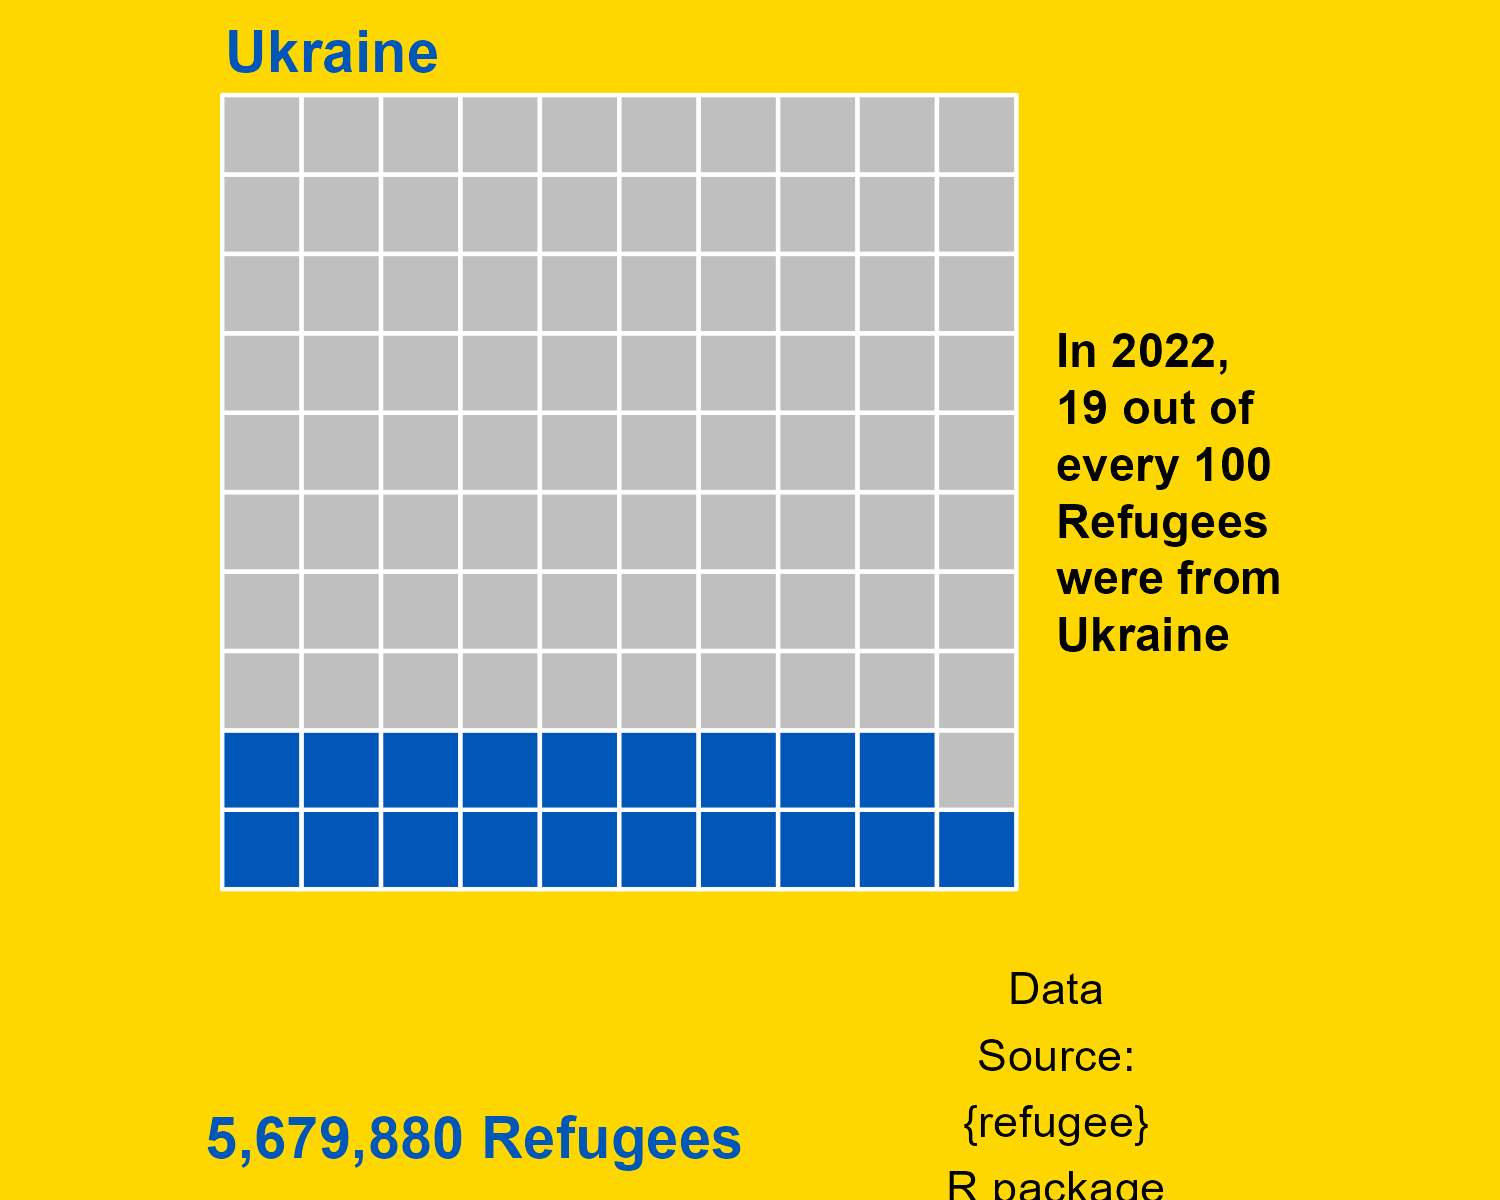 Ukraine
In 2022,
19 out of
every 100
Refugees
were from
Ukraine
Data
Source:
{refugee}
R package
5,679,880 Refugees